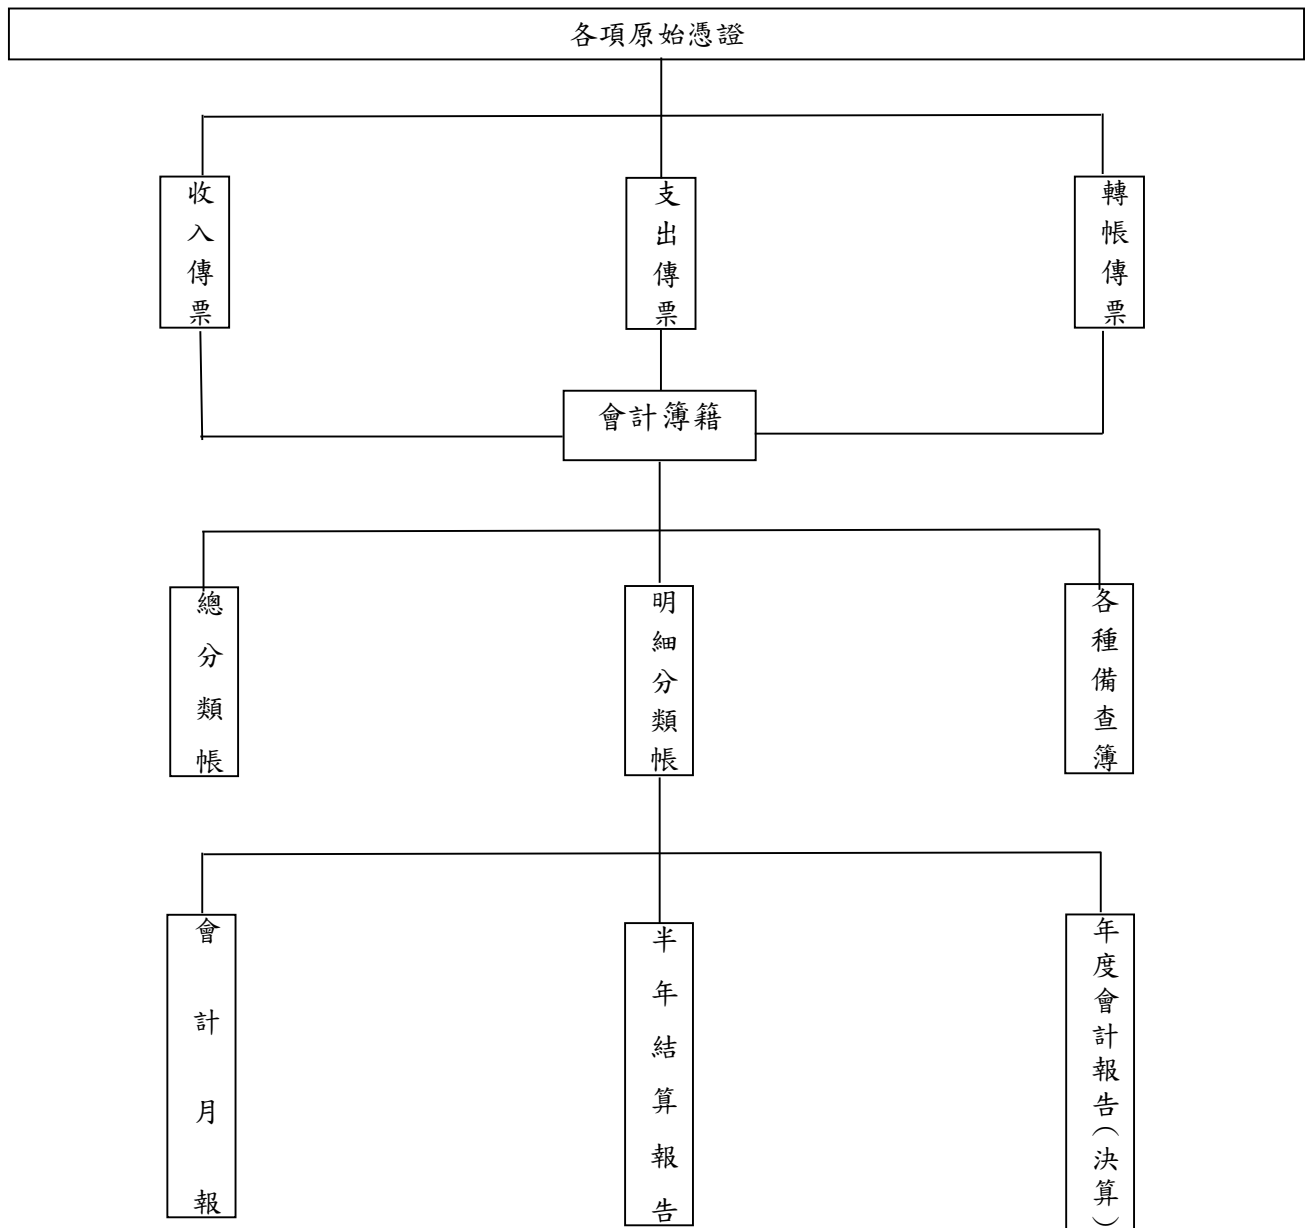 各項原始憑證
收入傳票
支出傳票
轉帳傳票
會計簿籍
總分類帳
明細分類帳
各種備查簿
會計月報
半年結算報告
年度會計報告(決算)